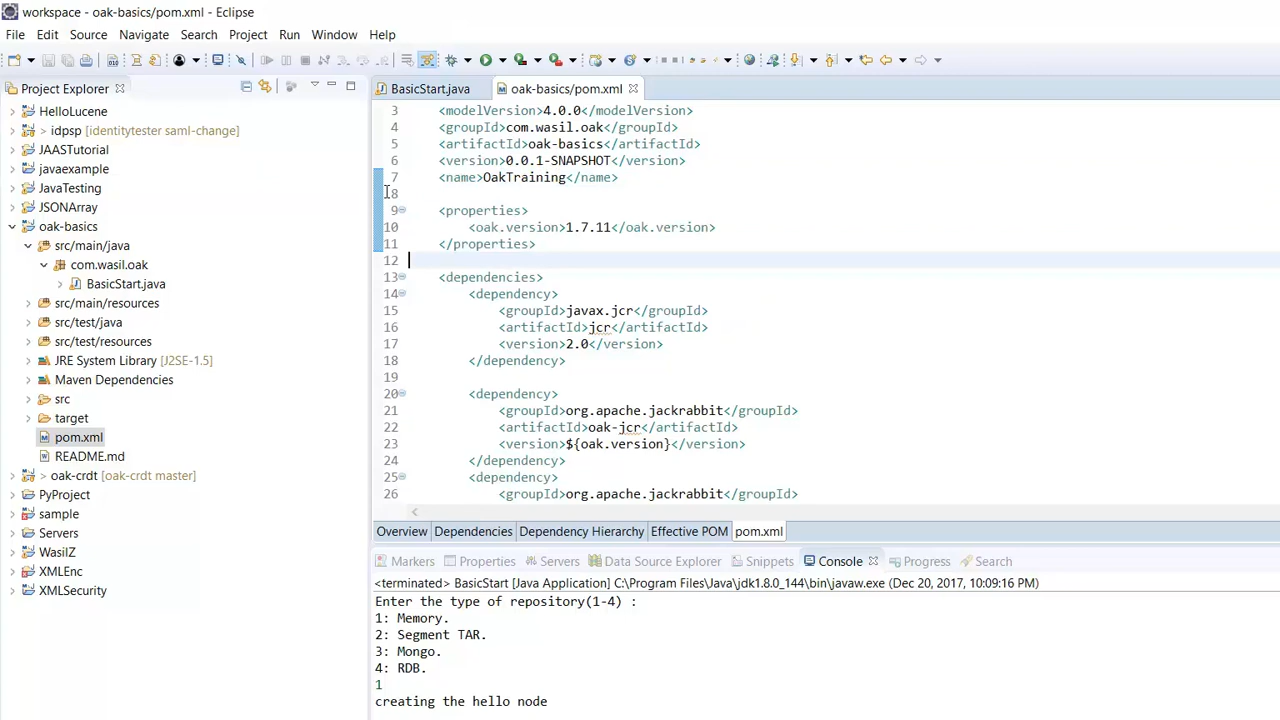 workspace - oak-basics/pom.xml - Eclipse
File Edit Source Navigate Search Project Run Window Help
Project Explorer
HelloLucene
> idpsp [identitytester saml-change]
JAASTutorial
javaexample
JavaTesting
JSONArray
oak-basics
src/main/java
com.wasil.oak
BasicStart.java
src/main/resources
src/test/java
src/test/resources
JRE System Library [J2SE-1.5]
Maven Dependencies
src
target
pom.xml
README.md
> oak-crdt [oak-crdt master]
PyProject
sample
Servers
WasilZ
XMLEnc
XMLSecurity
BasicStart.java oak-basics/pom.xml
3 <modelVersion>4.0.0</modelVersion>
4 <groupId>com.wasil.oak</groupId>
5 <artifactId>oak-basics</artifactId>
6 <version>0.0.1-SNAPSHOT</version>
7 <name>OakTraining</name>
8
9 <properties>
10 <oak.version>1.7.11</oak.version>
11 </properties>
12
13 <dependencies>
14 <dependency>
15 <groupId>javax.jcr</groupId>
16 <artifactId>jcr</artifactId>
17 <version>2.0</version>
18 </dependency>
19
20 <dependency>
21 <groupId>org.apache.jackrabbit</groupId>
22 <artifactId>oak-jcr</artifactId>
23 <version>${oak.version}</version>
24 </dependency>
25 <dependency>
26 <groupId>org.apache.jackrabbit</groupId>
Overview Dependencies Dependency Hierarchy Effective POM pom.xml
Markers Properties Servers Data Source Explorer Snippets Console Progress Search
<terminated> BasicStart [Java Application] C:\Program Files\Java\jdk1.8.0_144\bin\javaw.exe (Dec 20, 2017, 10:09:16 PM)
Enter the type of repository(1-4) :
1: Memory.
2: Segment TAR.
3: Mongo.
4: RDB.
1
creating the hello node